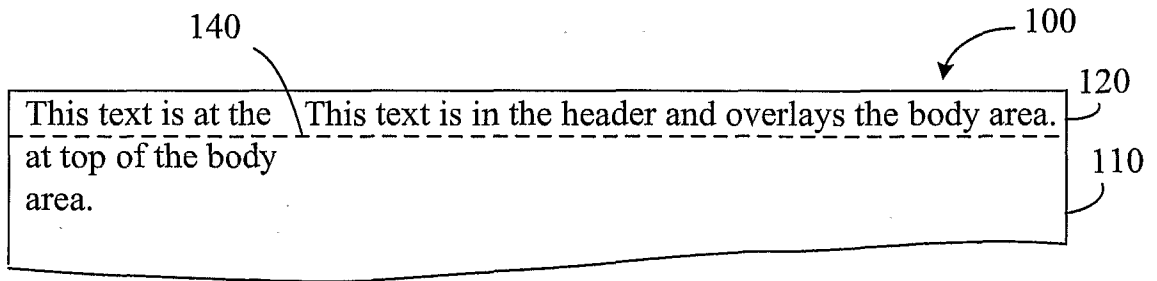 140
100
This text is at the This text is in the header and overlays the body area.
120
at top of the body
110
area.